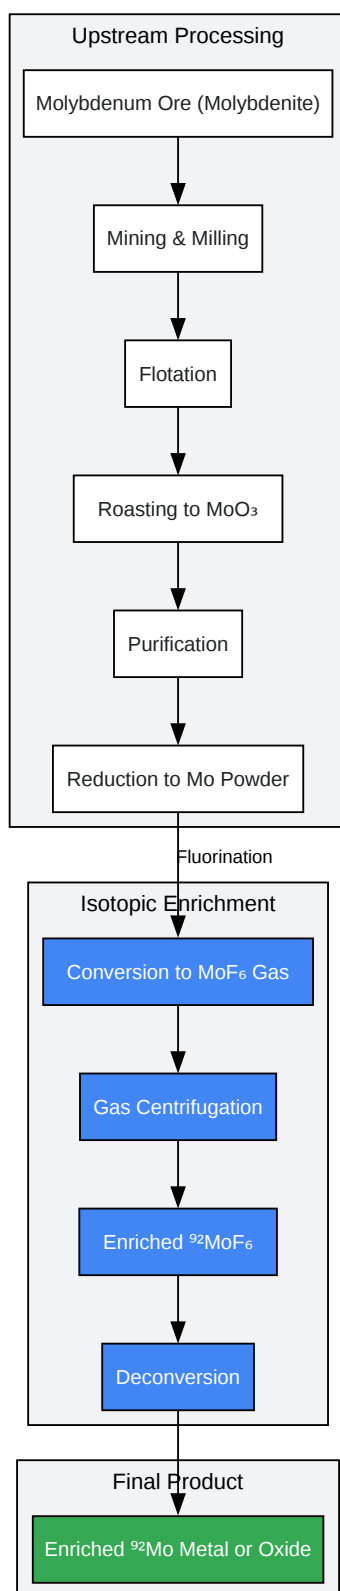 Upstream Processing
Molybdenum Ore (Molybdenite)
Mining & Milling
Flotation
Roasting to MoO₃
Purification
Reduction to Mo Powder
Fluorination
Isotopic Enrichment
Conversion to MoF₆ Gas
Gas Centrifugation
Enriched ⁹²MoF₆
Deconversion
Final Product
Enriched ⁹²Mo Metal or Oxide